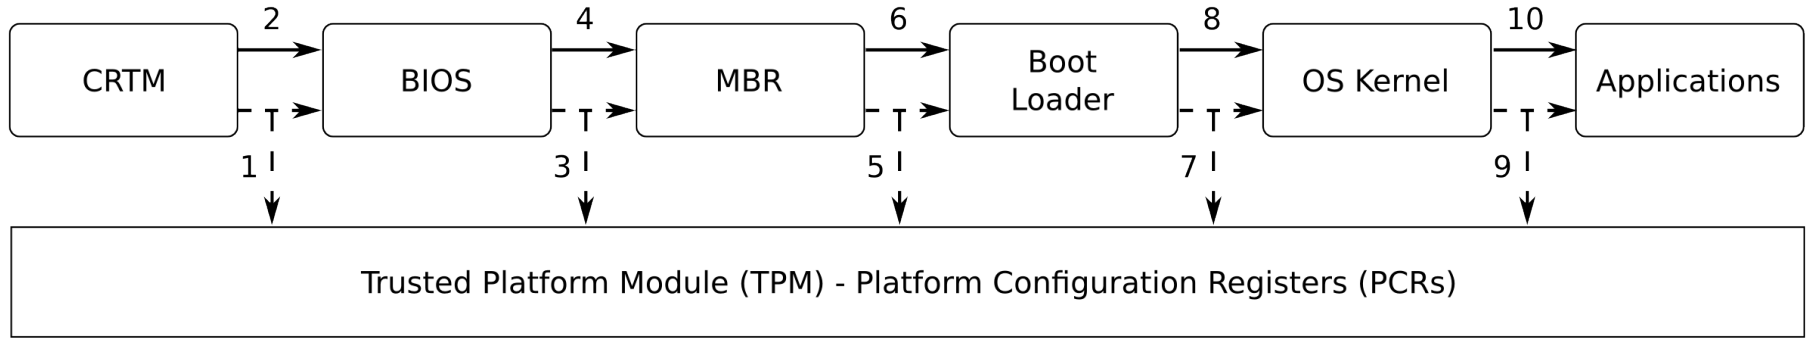 2
4
6
8
10
CRTM
BIOS
MBR
Boot
Loader
OS Kernel
Applications
1
3
5
7
9
Trusted Platform Module (TPM) - Platform Configuration Registers (PCRs)